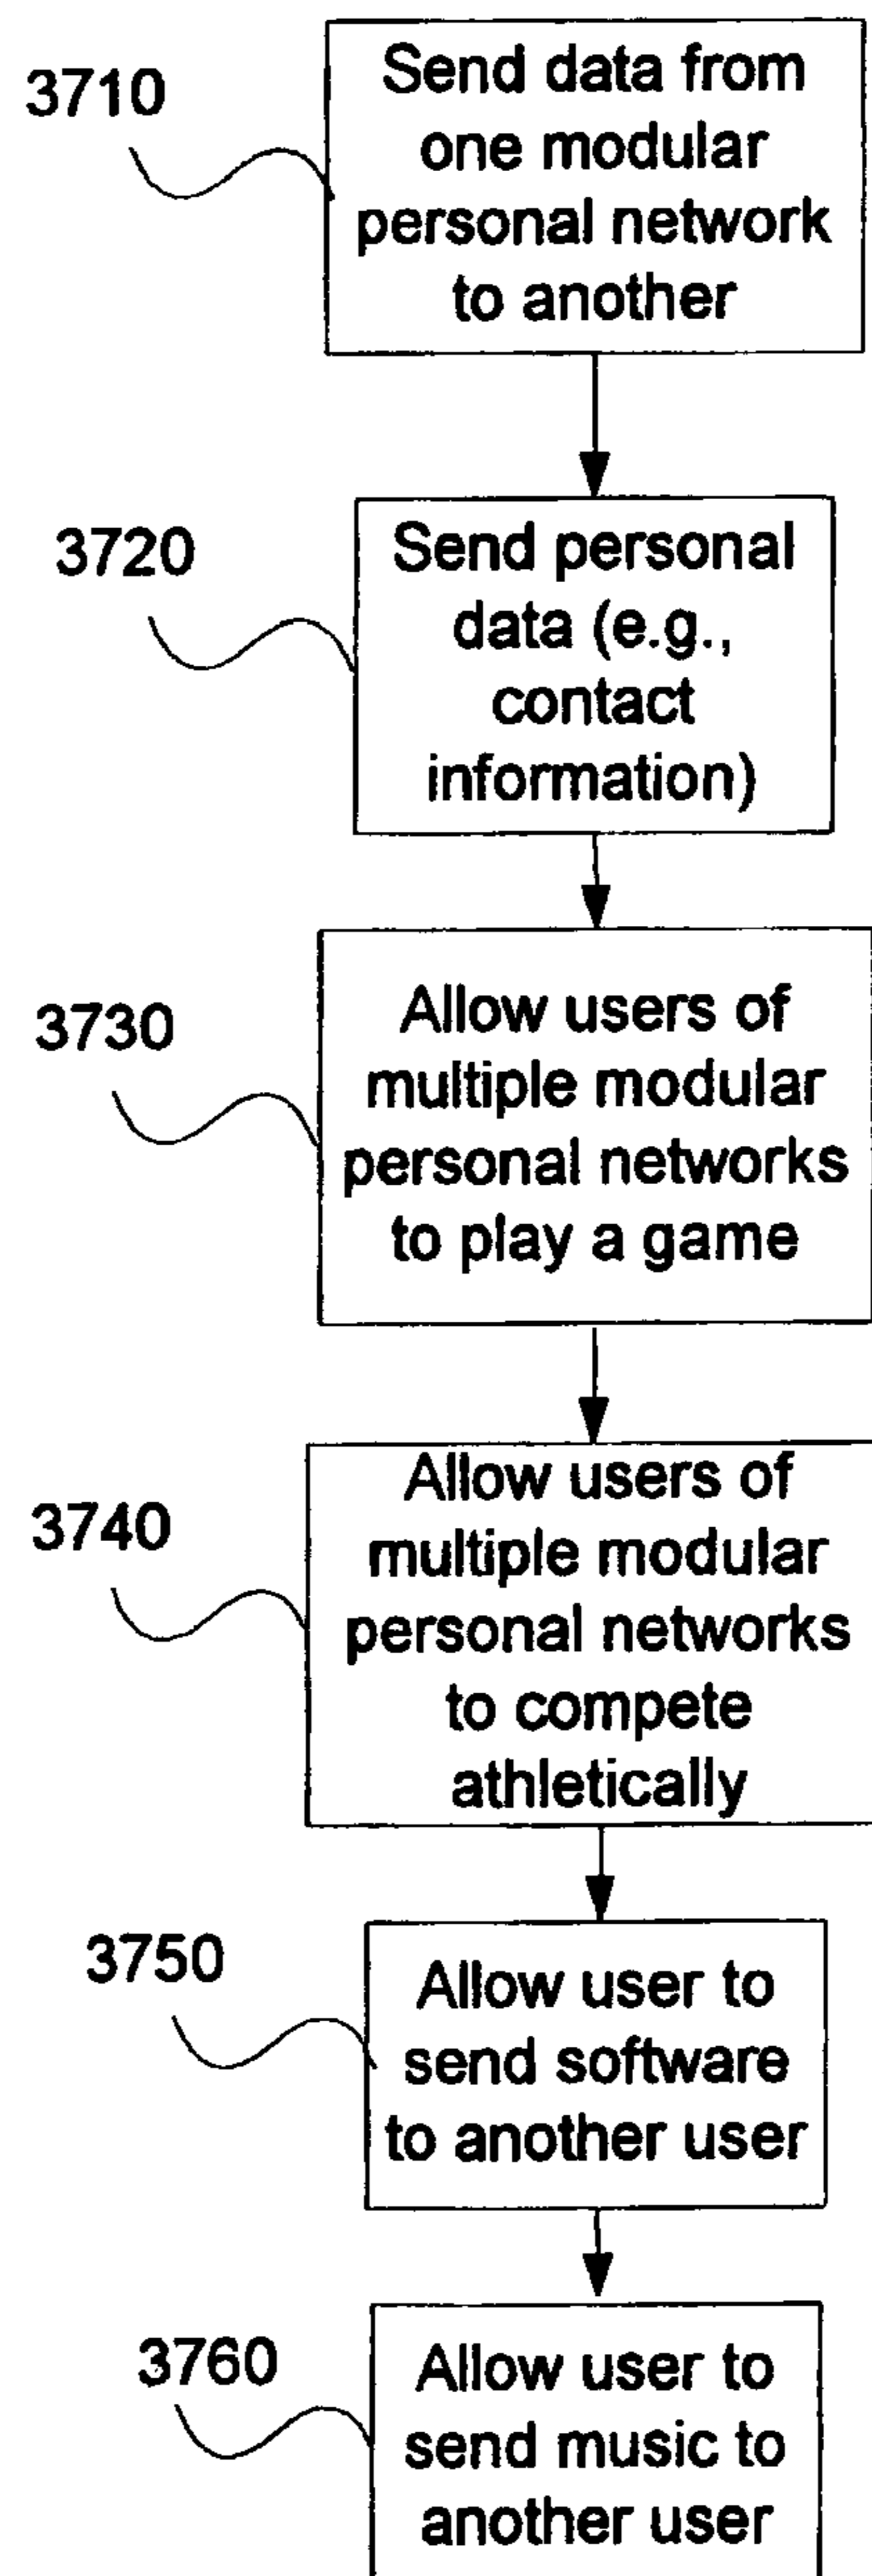 3710
Send data from
one modular
personal network
to another
3720
Send personal
data (e.g.,
contact
information)
3730
Allow users of
multiple modular
personal networks
to play a game
3740
Allow users of
multiple modular
personal networks
to compete
athletically
3750
Allow user to
send software
to another user
3760
Allow user to
send music to
another user